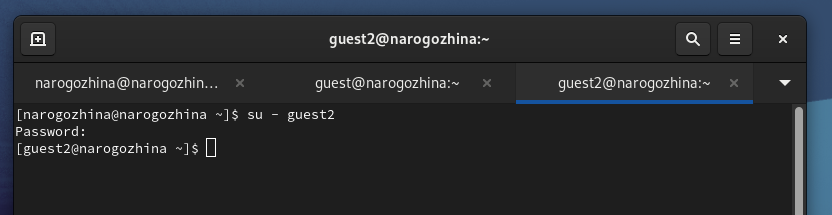 guest2@narogozhina:~
narogozhina@narogozhin...
guest@narogozhina:~
guest2@narogozhina:~
[narogozhina@narogozhina ~]$ su - guest2
Password:
[guest2@narogozhina ~]$